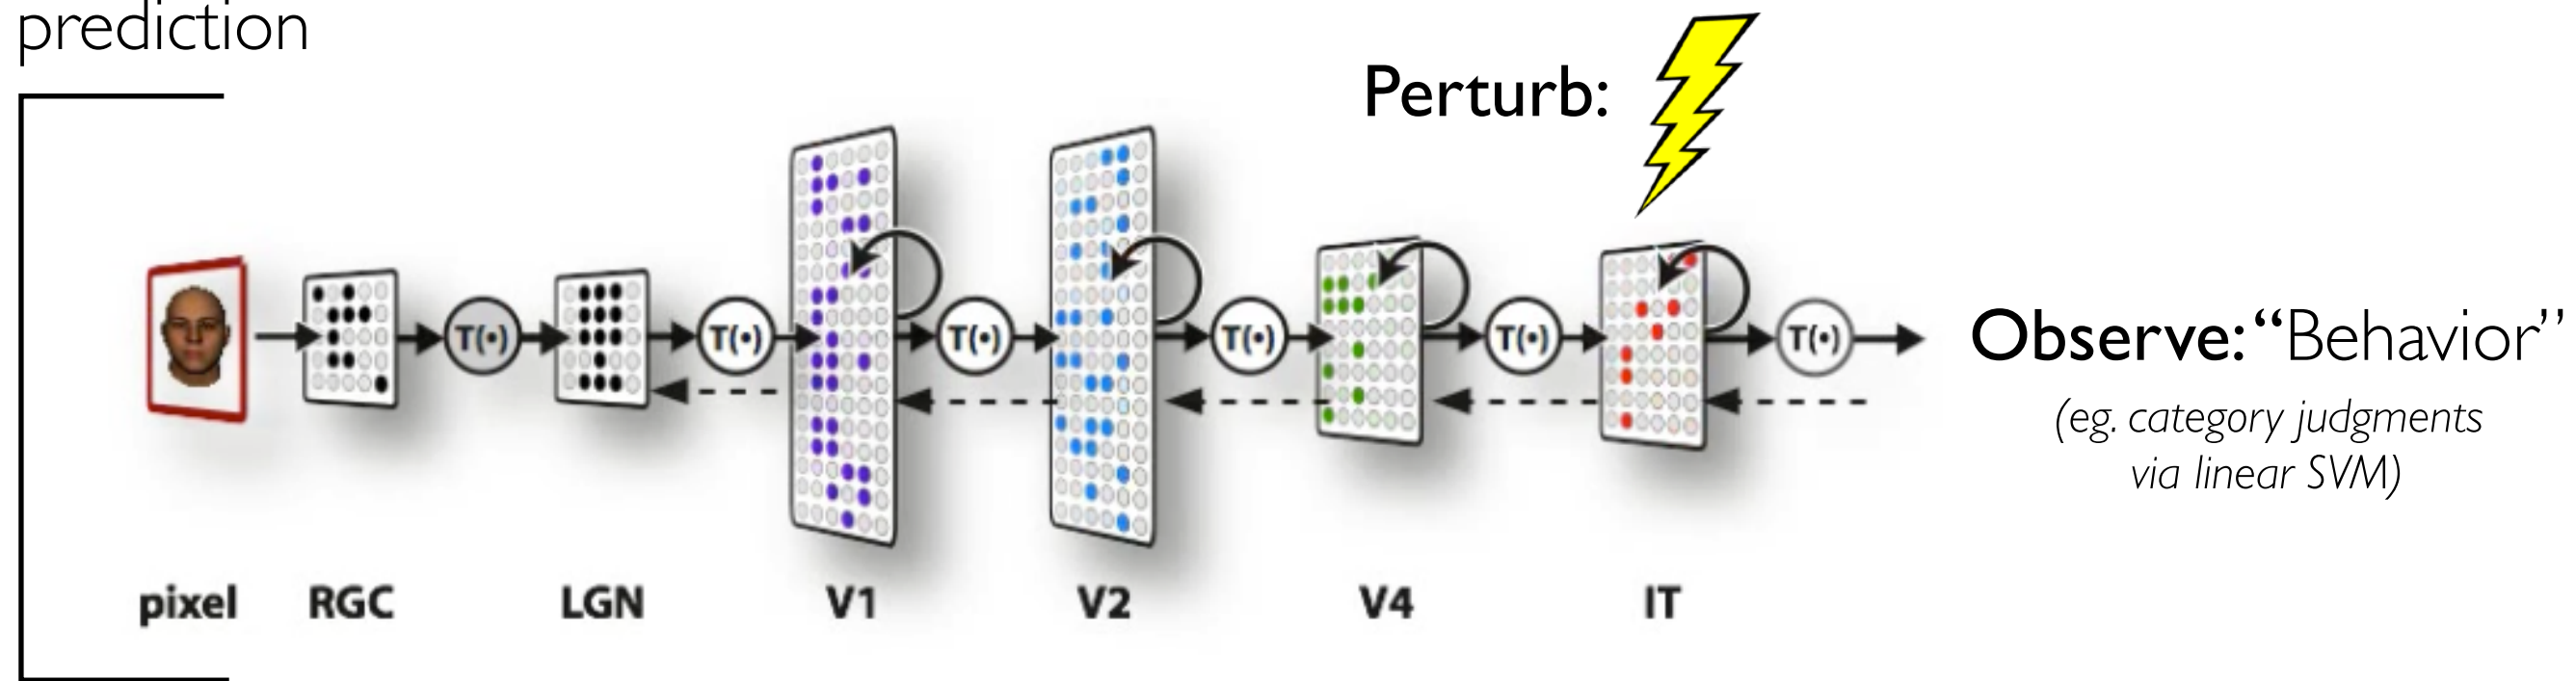 prediction
Perturb:
T(•) T(•) T(•) T(•) T(•) T(•)
Observe: “Behavior”
(eg. category judgments
via linear SVM)
pixel RGC LGN V1 V2 V4 IT